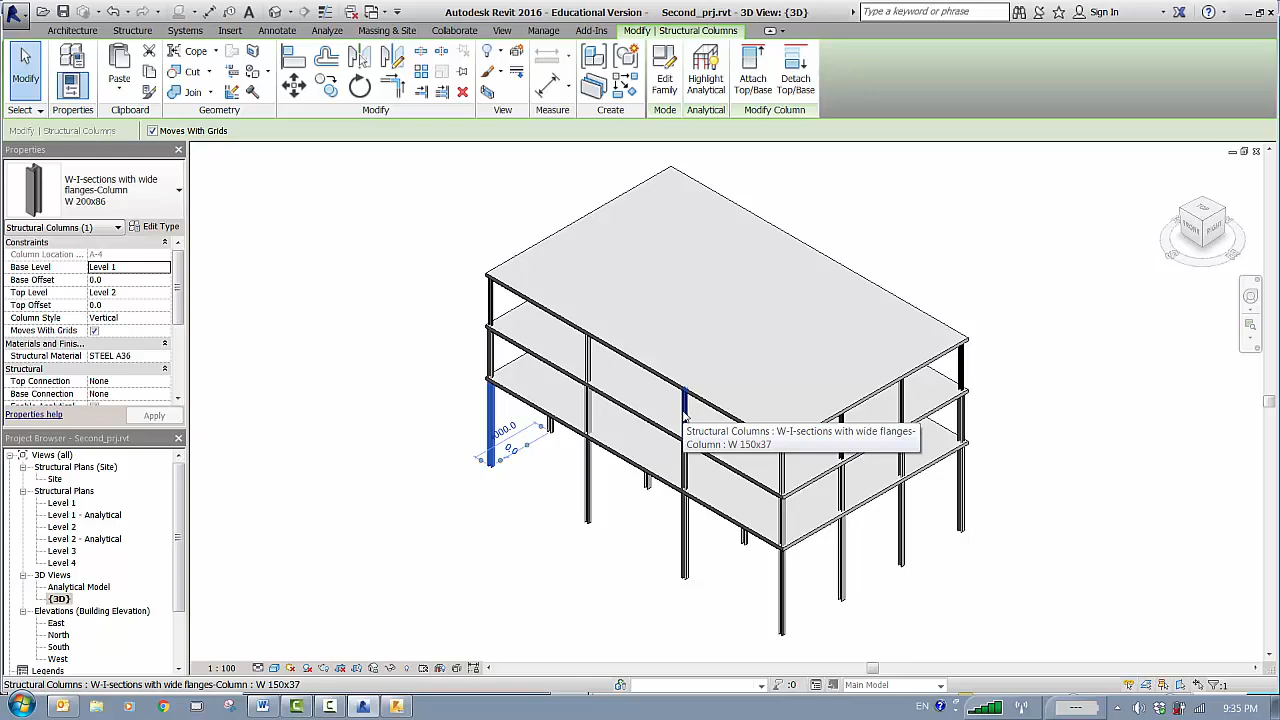 Autodesk Revit 2016 - Educational Version - Second_prj.rvt - 3D View: {3D}
Type a keyword or phrase
Sign In
Architecture Structure Systems Insert Annotate Analyze Massing & Site Collaborate View Manage Add-Ins Modify | Structural Columns
Modify
Properties
Paste
Cope
Cut
Join
Edit Family
Highlight Analytical
Attach Top/Base
Detach Top/Base
Select Properties Clipboard Geometry Modify View Measure Create Mode Analytical Modify Column
Modify | Structural Columns
Moves With Grids
Properties
W-I-sections with wide
flanges-Column
W 200x86
Structural Columns (1)
Edit Type
Constraints
Column Location ... A-4
Base Level Level 1
Base Offset 0.0
Top Level Level 2
Top Offset 0.0
Column Style Vertical
Moves With Grids
Materials and Finis...
Structural Material STEEL A36
Structural
Top Connection None
Base Connection None
Properties help
Apply
Project Browser - Second_prj.rvt
Views (all)
Structural Plans (Site)
Site
Structural Plans
Level 1
Level 1 - Analytical
Level 2
Level 2 - Analytical
Level 3
Level 4
3D Views
Analytical Model
{3D}
Elevations (Building Elevation)
East
North
South
West
Legends
0.0
Structural Columns : W-I-sections with wide flanges-
Column : W 150x37
TOP
FRONT
RIGHT
1 : 100
Structural Columns : W-I-sections with wide flanges-Column : W 150x37
:0
Main Model
:1
EN
9:35 PM